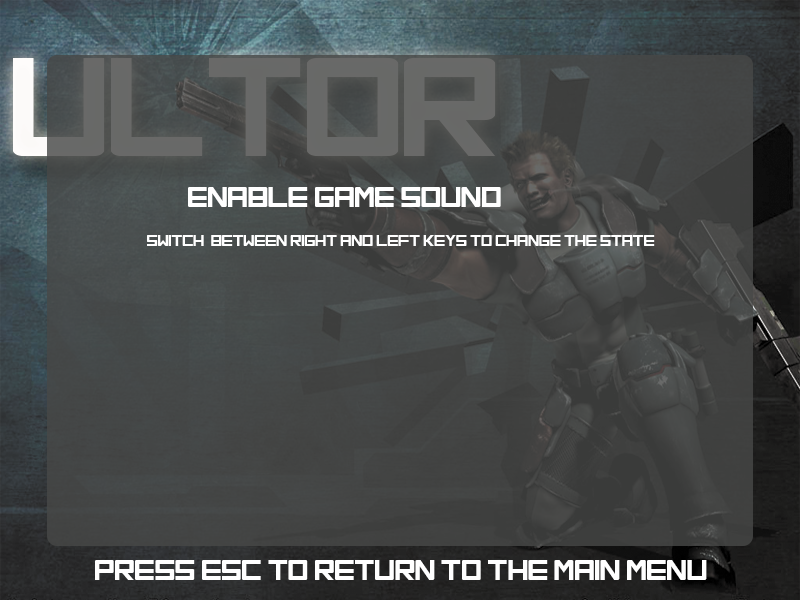 ULTOR
ENABLE GAME SOUND
SWITCH BETWEEN RIGHT AND LEFT KEYS TO CHANGE THE STATE
PRESS ESC TO RETURN TO THE MAIN MENU